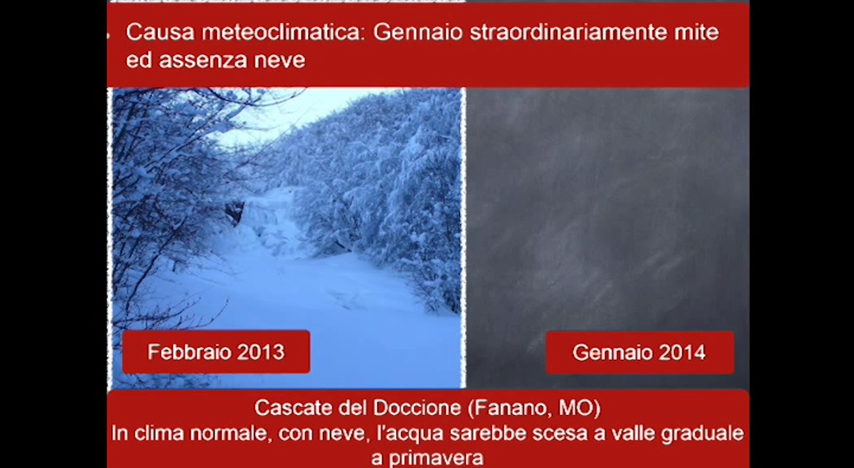 Causa meteoclimatica: Gennaio straordinariamente mite
ed assenza neve
Febbraio 2013
Gennaio 2014
Cascate del Doccione (Fanano, MO)
In clima normale, con neve, l'acqua sarebbe scesa a valle graduale
a primavera